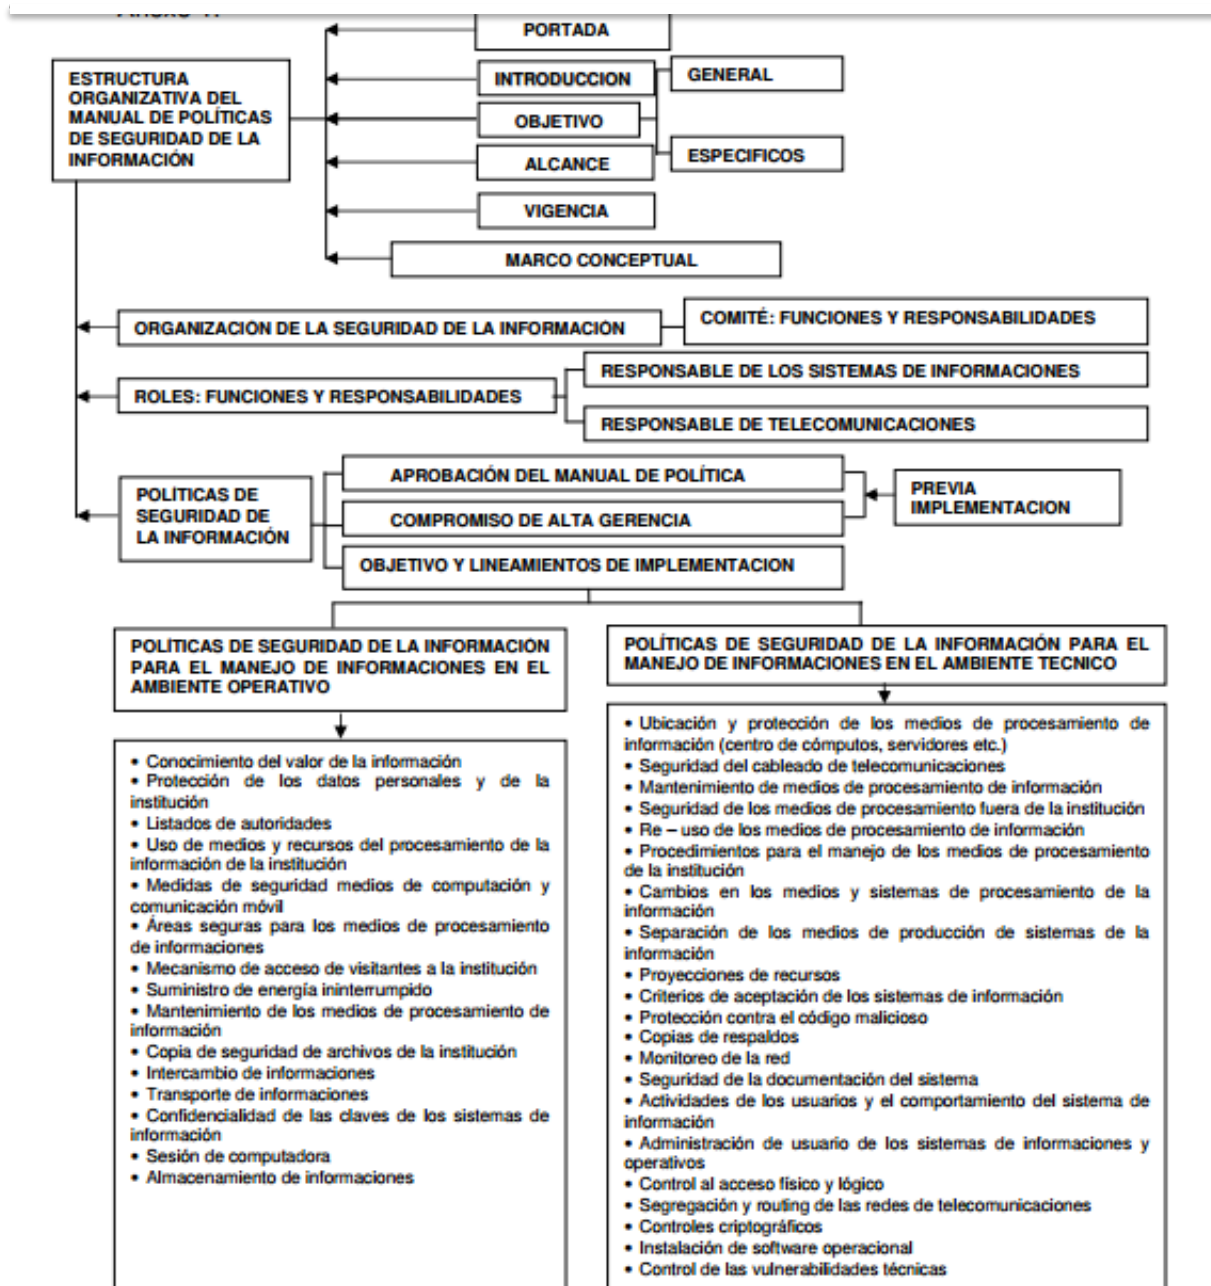 PORTADA
ESTRUCTURA
ORGANIZATIVA DEL
MANUAL DE POLÍTICAS
DE SEGURIDAD DE LA
INFORMACIÓN
INTRODUCCION
GENERAL
OBJETIVO
ALCANCE
ESPECIFICOS
VIGENCIA
MARCO CONCEPTUAL
ORGANIZACIÓN DE LA SEGURIDAD DE LA INFORMACIÓN
COMITÉ: FUNCIONES Y RESPONSABILIDADES
ROLES: FUNCIONES Y RESPONSABILIDADES
RESPONSABLE DE LOS SISTEMAS DE INFORMACIONES
RESPONSABLE DE TELECOMUNICACIONES
POLÍTICAS DE
SEGURIDAD DE
LA INFORMACIÓN
APROBACIÓN DEL MANUAL DE POLÍTICA
COMPROMISO DE ALTA GERENCIA
OBJETIVO Y LINEAMIENTOS DE IMPLEMENTACION
PREVIA
IMPLEMENTACION
POLÍTICAS DE SEGURIDAD DE LA INFORMACIÓN
PARA EL MANEJO DE INFORMACIONES EN EL
AMBIENTE OPERATIVO
• Conocimiento del valor de la información
• Protección de los datos personales y de la
institución
• Listados de autoridades
• Uso de medios y recursos del procesamiento de la
información de la institución
• Medidas de seguridad medios de computación y
comunicación móvil
• Áreas seguras para los medios de procesamiento
de informaciones
• Mecanismo de acceso de visitantes a la institución
• Suministro de energía ininterrumpido
• Mantenimiento de los medios de procesamiento de
información
• Copia de seguridad de archivos de la institución
• Intercambio de informaciones
• Transporte de informaciones
• Confidencialidad de las claves de los sistemas de
información
• Sesión de computadora
• Almacenamiento de informaciones
POLÍTICAS DE SEGURIDAD DE LA INFORMACIÓN PARA EL
MANEJO DE INFORMACIONES EN EL AMBIENTE TECNICO
• Ubicación y protección de los medios de procesamiento de
información (centro de cómputos, servidores etc.)
• Seguridad del cableado de telecomunicaciones
• Mantenimiento de medios de procesamiento de información
• Seguridad de los medios de procesamiento fuera de la institución
• Re – uso de los medios de procesamiento de información
• Procedimientos para el manejo de los medios de procesamiento
de la institución
• Cambios en los medios y sistemas de procesamiento de la
información
• Separación de los medios de producción de sistemas de la
información
• Proyecciones de recursos
• Criterios de aceptación de los sistemas de información
• Protección contra el código malicioso
• Copias de respaldos
• Monitoreo de la red
• Seguridad de la documentación del sistema
• Actividades de los usuarios y el comportamiento del sistema de
información
• Administración de usuario de los sistemas de informaciones y
operativos
• Control al acceso físico y lógico
• Segregación y routing de las redes de telecomunicaciones
• Controles criptográficos
• Instalación de software operacional
• Control de las vulnerabilidades técnicas